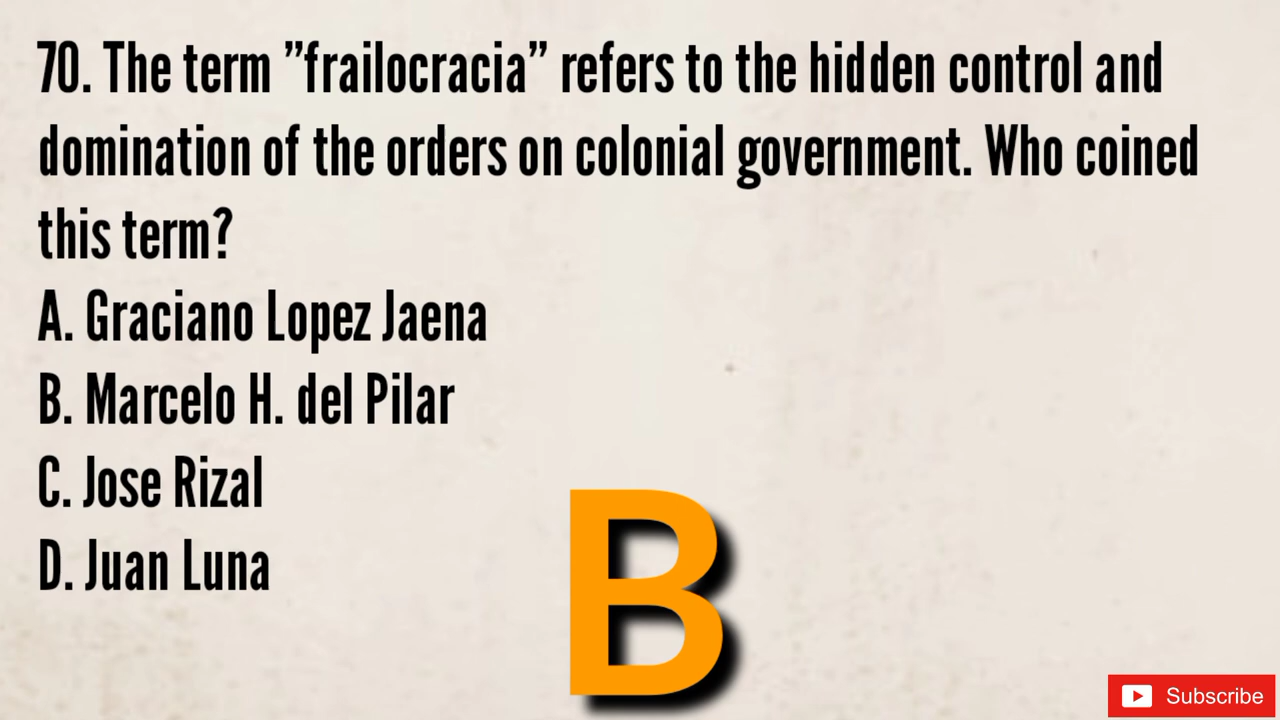 70. The term ”frailocracia” refers to the hidden control and
domination of the orders on colonial government. Who coined
this term?
A. Graciano Lopez Jaena
B. Marcelo H. del Pilar
C. Jose Rizal
D. Juan Luna
B
Subscribe